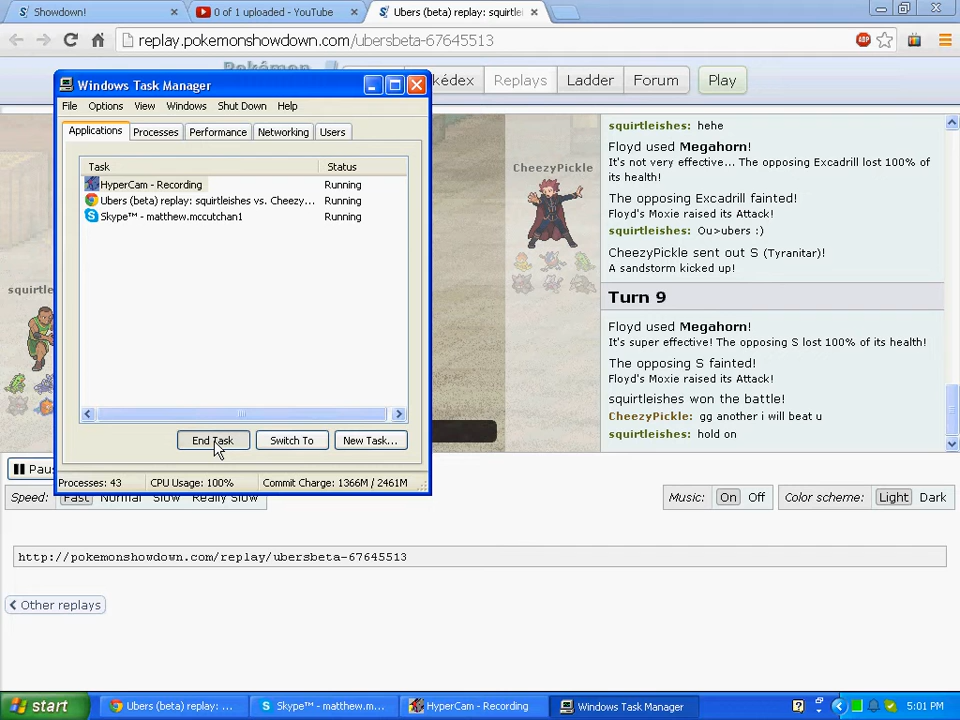 Showdown!
0 of 1 uploaded - YouTube
Ubers (beta) replay: squirtlei
replay.pokemonshowdown.com/ubersbeta-67645513
ABP
Pokémon
kédex
Replays
Ladder
Forum
Play
Windows Task Manager
File Options View Windows Shut Down Help
Applications Processes Performance Networking Users
Task Status
HyperCam - Recording Running
Ubers (beta) replay: squirtleishes vs. Cheezy... Running
Skype™ - matthew.mccutchan1 Running
End Task Switch To New Task...
Processes: 43 CPU Usage: 100% Commit Charge: 1366M / 2461M
squirtle
CheezyPickle
squirtleishes: hehe
Floyd used Megahorn!
It's not very effective... The opposing Excadrill lost 100% of
its health!
The opposing Excadrill fainted!
Floyd's Moxie raised its Attack!
squirtleishes: Ou>ubers :)
CheezyPickle sent out S (Tyranitar)!
A sandstorm kicked up!
Turn 9
Floyd used Megahorn!
It's super effective! The opposing S lost 100% of its health!
The opposing S fainted!
Floyd's Moxie raised its Attack!
squirtleishes won the battle!
CheezyPickle: gg another i will beat u
squirtleishes: hold on
Paus
Speed: Fast Normal Slow Really Slow
Music: On Off
Color scheme: Light Dark
http://pokemonshowdown.com/replay/ubersbeta-67645513
Other replays
start
Ubers (beta) replay: ...
Skype™ - matthew.m...
HyperCam - Recording
Windows Task Manager
5:01 PM